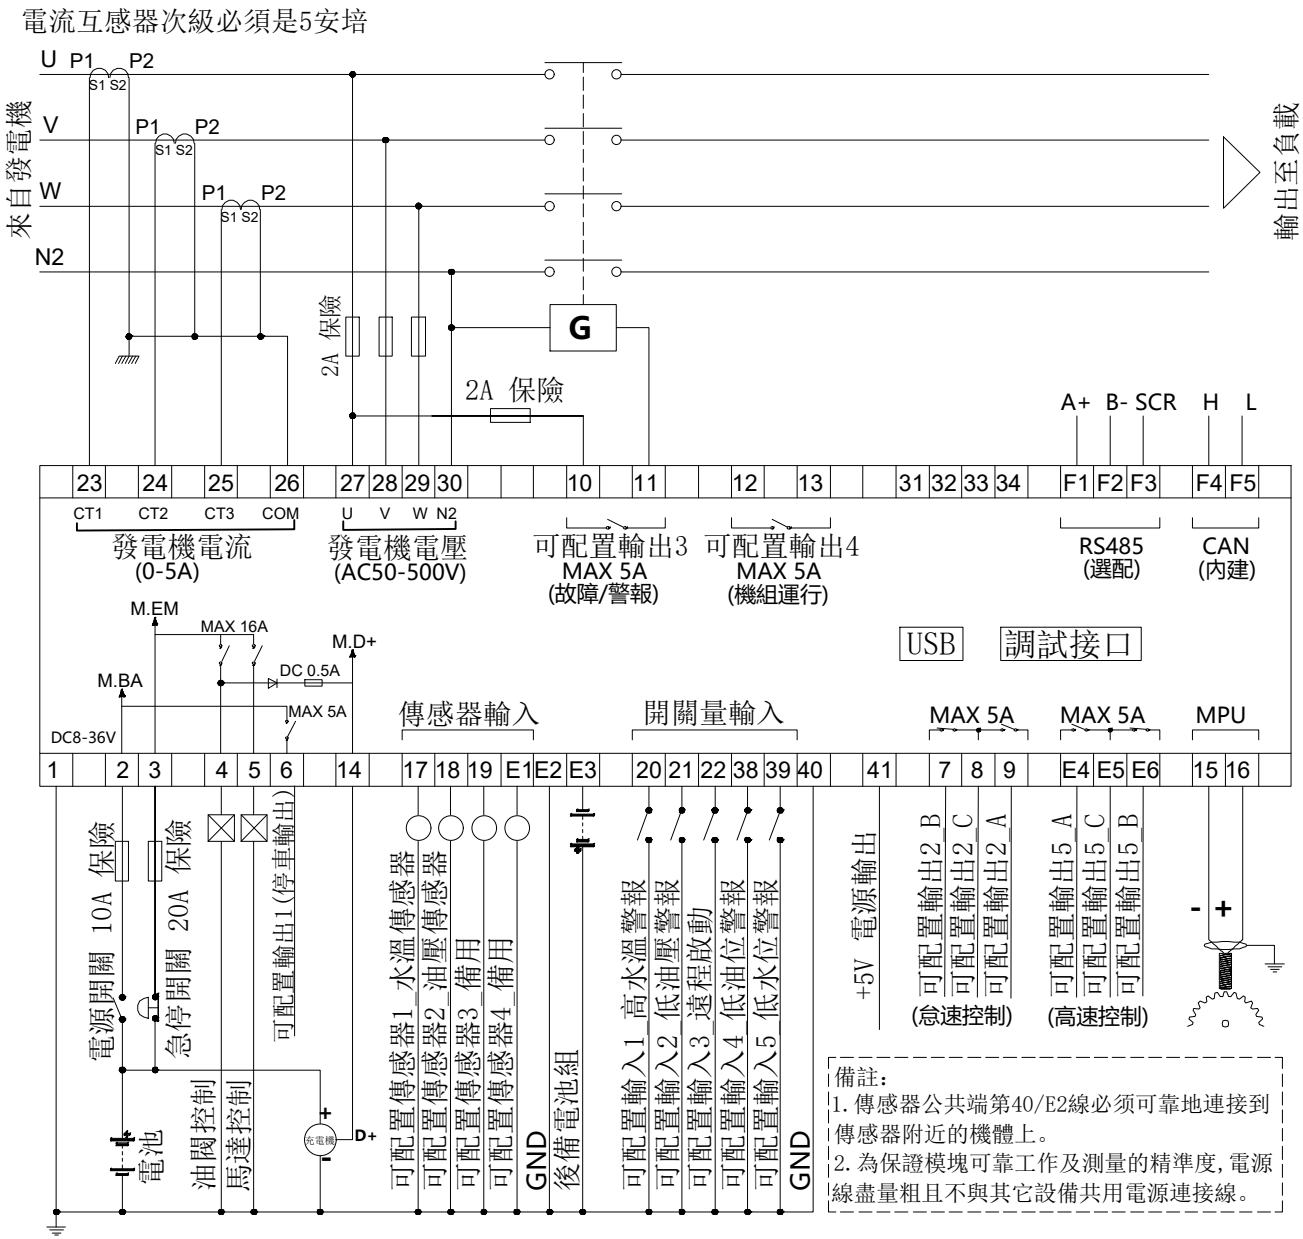 電流互感器次級必須是5安培
U P1 P2
S1 S2
V P1 P2
S1 S2
W P1 P2
S1 S2
N2
來自發電機
輸出至負載
2A 保險
G
2A 保險
A+ B- SCR H L
23 24 25 26 27 28 29 30 10 11 12 13 31 32 33 34 F1 F2 F3 F4 F5
CT1 CT2 CT3 COM U V W N2
發電機電流
(0-5A)
發電機電壓
(AC50-500V)
可配置輸出3
MAX 5A
(故障/警報)
可配置輸出4
MAX 5A
(機組運行)
RS485
(選配)
CAN
(內建)
M.EM
MAX 16A
M.D+
DC 0.5A
M.BA
MAX 5A
DC8-36V
USB
調試接口
傳感器輸入
開關量輸入
MAX 5A
MAX 5A
MPU
1 2 3 4 5 6 14 17 18 19 E1 E2 E3 20 21 22 38 39 40 41 7 8 9 E4 E5 E6 15 16
電源開關 10A 保險
急停開關 20A 保險
油閥控制
馬達控制
可配置輸出1(停車輸出)
電池
+
充電機
-
D+
可配置傳感器1_水溫傳感器
可配置傳感器2_油壓傳感器
可配置傳感器3_備用
可配置傳感器4_備用
GND
後備電池組
可配置輸入1_高水溫警報
可配置輸入2_低油壓警報
可配置輸入3_遠程啟動
可配置輸入4_低油位警報
可配置輸入5_低水位警報
GND
+5V 電源輸出
可配置輸出2_B
可配置輸出2_C
可配置輸出2_A
(怠速控制)
可配置輸出5_A
可配置輸出5_C
可配置輸出5_B
(高速控制)
- +
備註:
1.傳感器公共端第40/E2線必须可靠地連接到
傳感器附近的機體上。
2.為保證模塊可靠工作及測量的精準度,電源
線盡量粗且不與其它設備共用電源連接線。